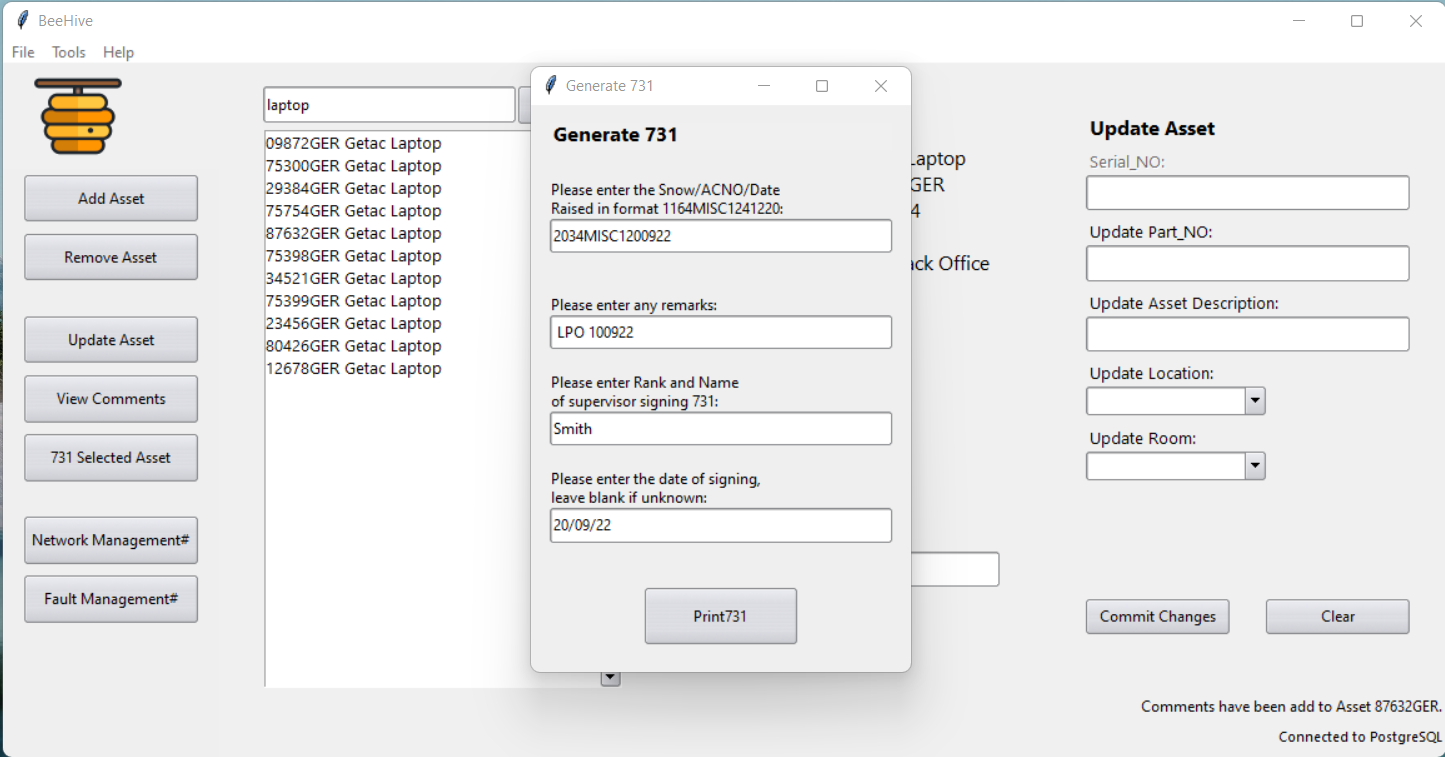 BeeHive
File Tools Help
Add Asset
Remove Asset
Update Asset
View Comments
731 Selected Asset
Network Management#
Fault Management#
laptop
09872GER Getac Laptop
75300GER Getac Laptop
29384GER Getac Laptop
75754GER Getac Laptop
87632GER Getac Laptop
75398GER Getac Laptop
34521GER Getac Laptop
75399GER Getac Laptop
23456GER Getac Laptop
80426GER Getac Laptop
12678GER Getac Laptop
Generate 731
Generate 731
Please enter the Snow/ACNO/Date
Raised in format 1164MISC1241220:
2034MISC1200922
Please enter any remarks:
LPO 100922
Please enter Rank and Name
of supervisor signing 731:
Smith
Please enter the date of signing,
leave blank if unknown:
20/09/22
Print731
Laptop
GER
4
ack Office
Update Asset
Serial_NO:
Update Part_NO:
Update Asset Description:
Update Location:
Update Room:
Commit Changes
Clear
Comments have been add to Asset 87632GER.
Connected to PostgreSQL